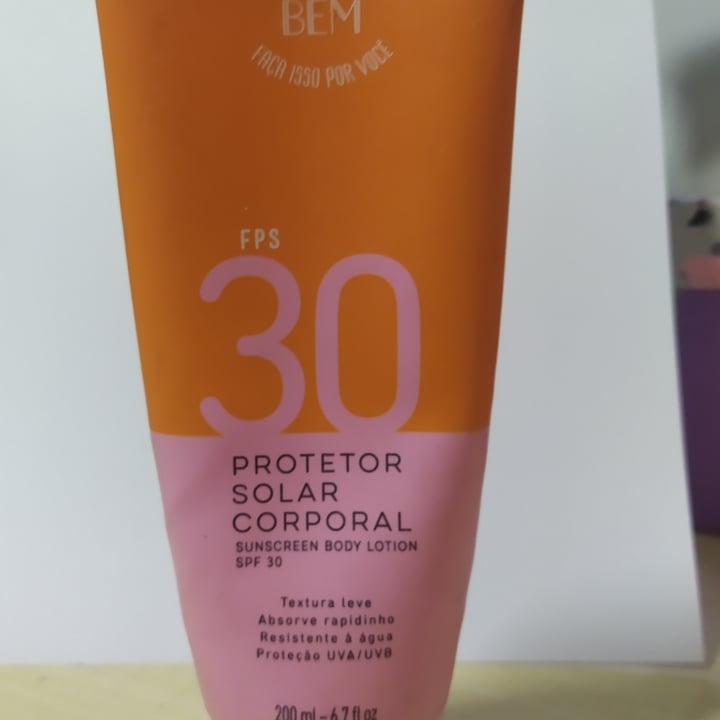 BEM
FAÇA ISSO POR VOCÊ
FPS
30
PROTETOR
SOLAR
CORPORAL
SUNSCREEN BODY LOTION
SPF 30
Textura leve
Absorve rapidinho
Resistente à água
Proteção UVA/UVB
200 ml - 6.7 fl oz